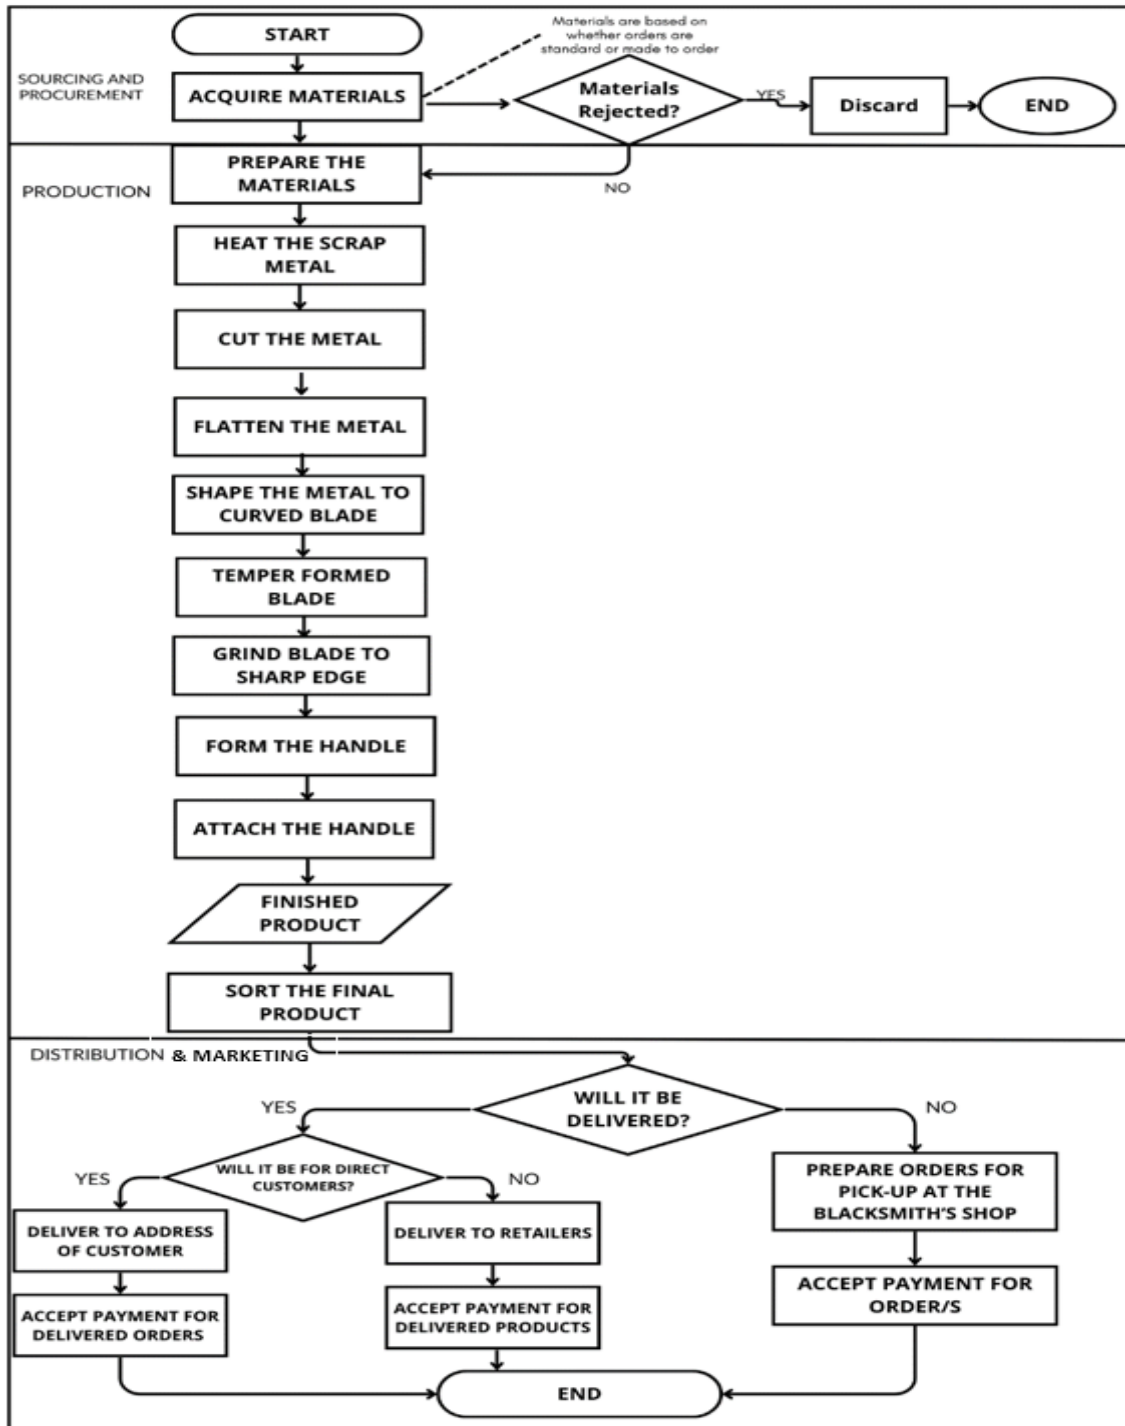 START
Materials are based on
whether orders are
standard or made to order
SOURCING AND
PROCUREMENT
ACQUIRE MATERIALS
Materials
Rejected?
YES
Discard
END
PRODUCTION
PREPARE THE
MATERIALS
NO
HEAT THE SCRAP
METAL
CUT THE METAL
FLATTEN THE METAL
SHAPE THE METAL TO
CURVED BLADE
TEMPER FORMED
BLADE
GRIND BLADE TO
SHARP EDGE
FORM THE HANDLE
ATTACH THE HANDLE
FINISHED
PRODUCT
SORT THE FINAL
PRODUCT
DISTRIBUTION & MARKETING
WILL IT BE
DELIVERED?
YES
NO
WILL IT BE FOR DIRECT
CUSTOMERS?
YES
NO
PREPARE ORDERS FOR
PICK-UP AT THE
BLACKSMITH'S SHOP
DELIVER TO ADDRESS
OF CUSTOMER
DELIVER TO RETAILERS
ACCEPT PAYMENT FOR
ORDER/S
ACCEPT PAYMENT FOR
DELIVERED ORDERS
ACCEPT PAYMENT FOR
DELIVERED PRODUCTS
END